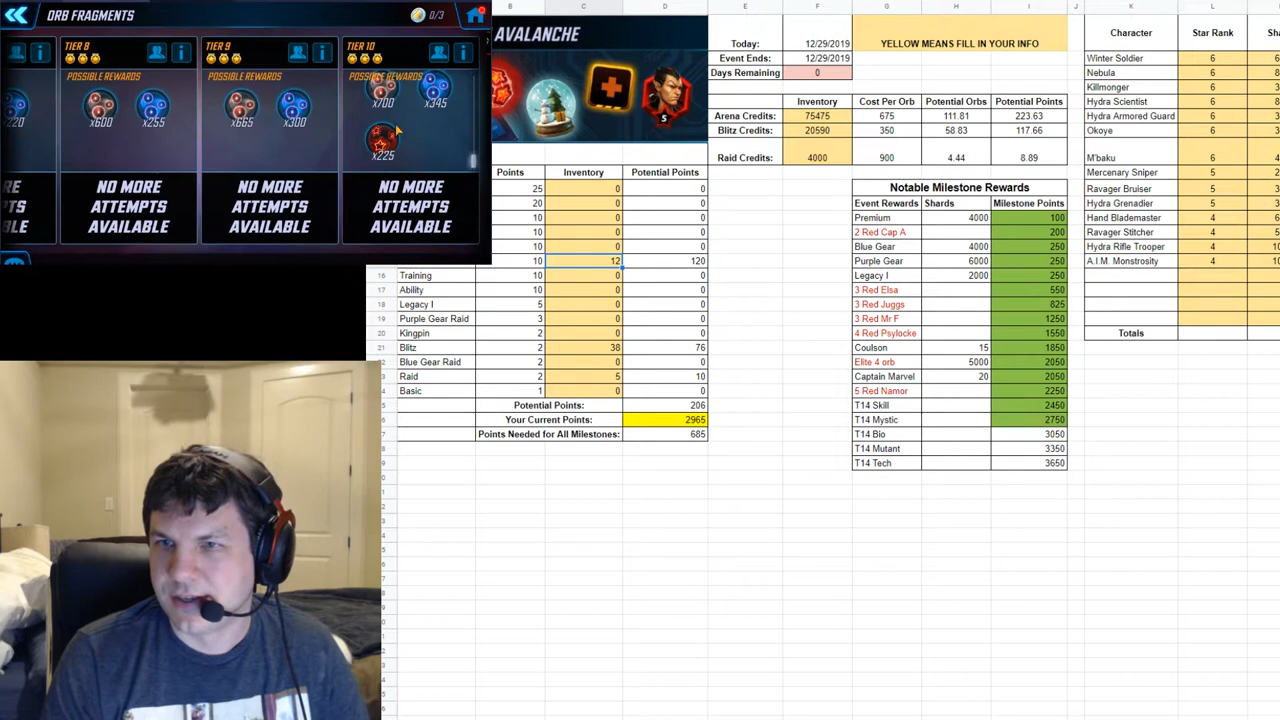 ORB FRAGMENTS
0/3
TIER 8
POSSIBLE REWARDS
x220
x600
x255
NO MORE
ATTEMPTS
AVAILABLE
TIER 9
POSSIBLE REWARDS
x665
x300
NO MORE
ATTEMPTS
AVAILABLE
TIER 10
POSSIBLE REWARDS
x700
x345
x225
NO MORE
ATTEMPTS
AVAILABLE
AVALANCHE
5
B C D E F G H I J K L
Today: 12/29/2019
Event Ends: 12/29/2019
Days Remaining 0
YELLOW MEANS FILL IN YOUR INFO
Inventory Cost Per Orb Potential Orbs Potential Points
Arena Credits: 75475 675 111.81 223.63
Blitz Credits: 20590 350 58.83 117.66
Raid Credits: 4000 900 4.44 8.89
Points Inventory Potential Points
25 0 0
20 0 0
10 0 0
10 0 0
10 0 0
10 12 120
16 Training 10 0 0
17 Ability 10 0 0
18 Legacy I 5 0 0
19 Purple Gear Raid 3 0 0
20 Kingpin 2 0 0
21 Blitz 2 38 76
Blue Gear Raid 2 0 0
Raid 2 5 10
Basic 1 0 0
Potential Points: 206
Your Current Points: 2965
Points Needed for All Milestones: 685
Notable Milestone Rewards
Event Rewards Shards Milestone Points
Premium 4000 100
2 Red Cap A 200
Blue Gear 4000 250
Purple Gear 6000 250
Legacy I 2000 250
3 Red Elsa 550
3 Red Juggs 825
3 Red Mr F 1250
4 Red Psylocke 1550
Coulson 15 1850
Elite 4 orb 5000 2050
Captain Marvel 20 2050
5 Red Namor 2250
T14 Skill 2450
T14 Mystic 2750
T14 Bio 3050
T14 Mutant 3350
T14 Tech 3650
Character Star Rank
Winter Soldier 6
Nebula 6
Killmonger 6
Hydra Scientist 6
Hydra Armored Guard 6
Okoye 6
M'baku 6
Mercenary Sniper 5
Ravager Bruiser 5
Hydra Grenadier 5
Hand Blademaster 4
Ravager Stitcher 4
Hydra Rifle Trooper 4
A.I.M. Monstrosity 4
Totals